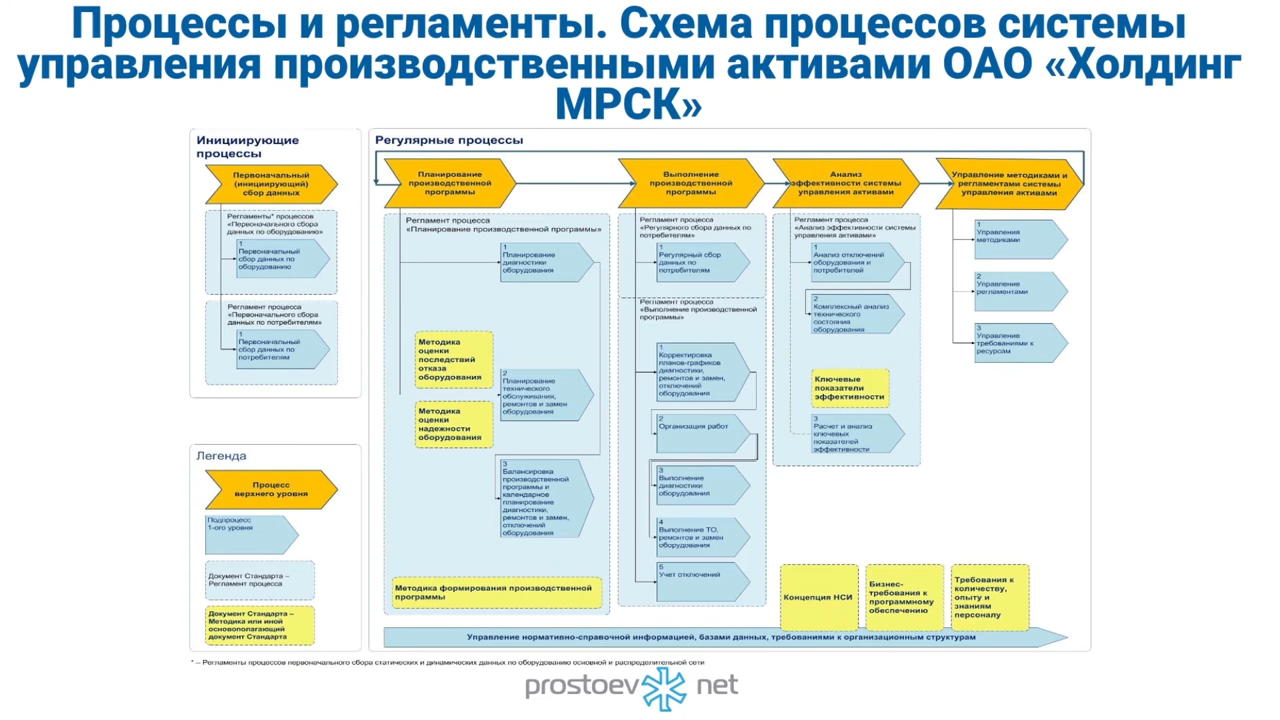 Процессы и регламенты. Схема процессов системы
управления производственными активами ОАО «Холдинг
МРСК»
Инициирующие
процессы
Первоначальный
(инициирующий)
сбор данных
Регламенты* процессов
«Первоначального сбора
данных по оборудованию»
1
Первоначальный
сбор данных по
оборудованию
Регламент процесса
«Первоначального сбора
данных по потребителям»
1
Первоначальный
сбор данных по
потребителям
Легенда
Процесс
верхнего уровня
Подпроцесс
1-ого уровня
Документ Стандарта –
Регламент процесса
Документ Стандарта –
Методика или иной
основополагающий
документ Стандарта
Регулярные процессы
Планирование
производственной
программы
Регламент процесса
«Планирование производственной программы»
1
Планирование
диагностики
оборудования
Методика
оценки
последствий
отказа
оборудования
2
Планирование
технического
обслуживания,
ремонтов и замен
оборудования
Методика
оценки
надежности
оборудования
3
Балансировка
производственной
программы и
календарное
планирование
диагностики,
ремонтов и замен,
отключений
оборудования
Методика формирования производственной
программы
Выполнение
производственной
программы
Регламент процесса
«Регулярного сбора данных по
потребителям»
1
Регулярный сбор
данных по
потребителям
Регламент процесса
«Выполнение производственной
программы»
1
Корректировка
планов-графиков
диагностики,
ремонтов и замен,
отключений
оборудования
2
Организация работ
3
Выполнение
диагностики
оборудования
4
Выполнение ТО,
ремонтов и замен
оборудования
5
Учет отключений
Анализ
эффективности системы
управления активами
Регламент процесса
«Анализ эффективности системы
управления активами»
1
Анализ отключений
оборудования и
потребителей
2
Комплексный анализ
технического
состояния
оборудования
Ключевые
показатели
эффективности
3
Расчет и анализ
ключевых
показателей
эффективности
Управление методиками и
регламентами системы
управления активами
1
Управления
методиками
2
Управление
регламентами
3
Управление
требованиями к
ресурсам
Концепция НСИ
Бизнес-
требования к
программному
обеспечению
Требования к
количеству,
опыту и
знаниям
персоналу
Управление нормативно-справочной информацией, базами данных, требованиями к организационным структурам
* – Регламенты процессов первоначального сбора статических и динамических данных по оборудованию основной и распределительной сети
prostoev net